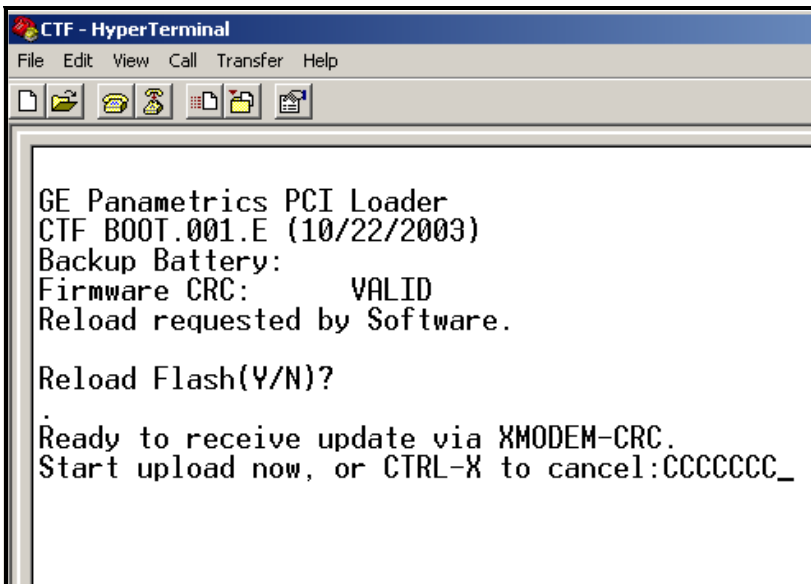 CTF - HyperTerminal
File Edit View Call Transfer Help
GE Panametrics PCI Loader
CTF BOOT.001.E (10/22/2003)
Backup Battery:
Firmware CRC: VALID
Reload requested by Software.
Reload Flash(Y/N)?
.
Ready to receive update via XMODEM-CRC.
Start upload now, or CTRL-X to cancel:CCCCCCC_